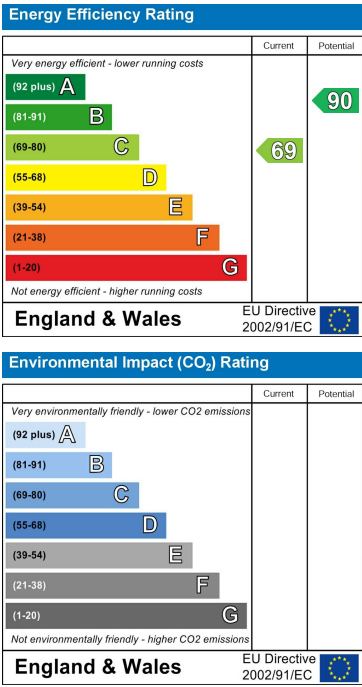 Energy Efficiency Rating
Current Potential
Very energy efficient - lower running costs
(92 plus) A
90
(81-91) B
(69-80) C
69
(55-68) D
(39-54) E
(21-38) F
(1-20) G
Not energy efficient - higher running costs
England & Wales
EU Directive
2002/91/EC
Environmental Impact (CO₂) Rating
Current Potential
Very environmentally friendly - lower CO2 emissions
(92 plus) A
(81-91) B
(69-80) C
(55-68) D
(39-54) E
(21-38) F
(1-20) G
Not environmentally friendly - higher CO2 emissions
England & Wales
EU Directive
2002/91/EC